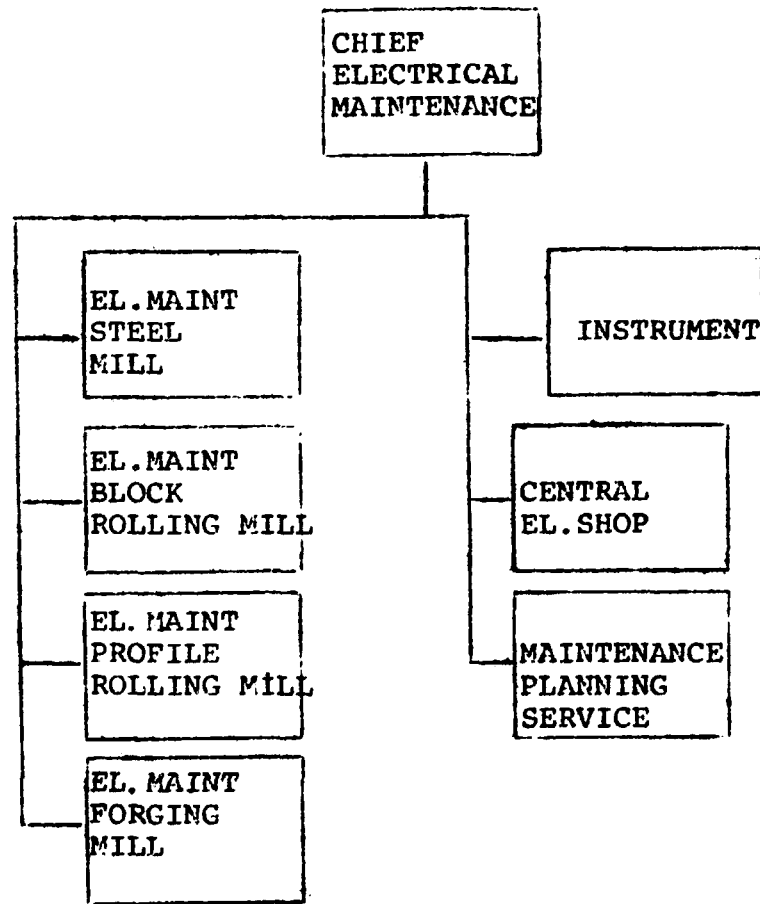 CHIEF
ELECTRICAL
MAINTENANCE
EL.MAINT
STEEL
MILL
EL.MAINT
BLOCK
ROLLING MILL
EL.MAINT
PROFILE
ROLLING MILL
EL.MAINT
FORGING
MILL
INSTRUMENT
CENTRAL
EL.SHOP
MAINTENANCE
PLANNING
SERVICE